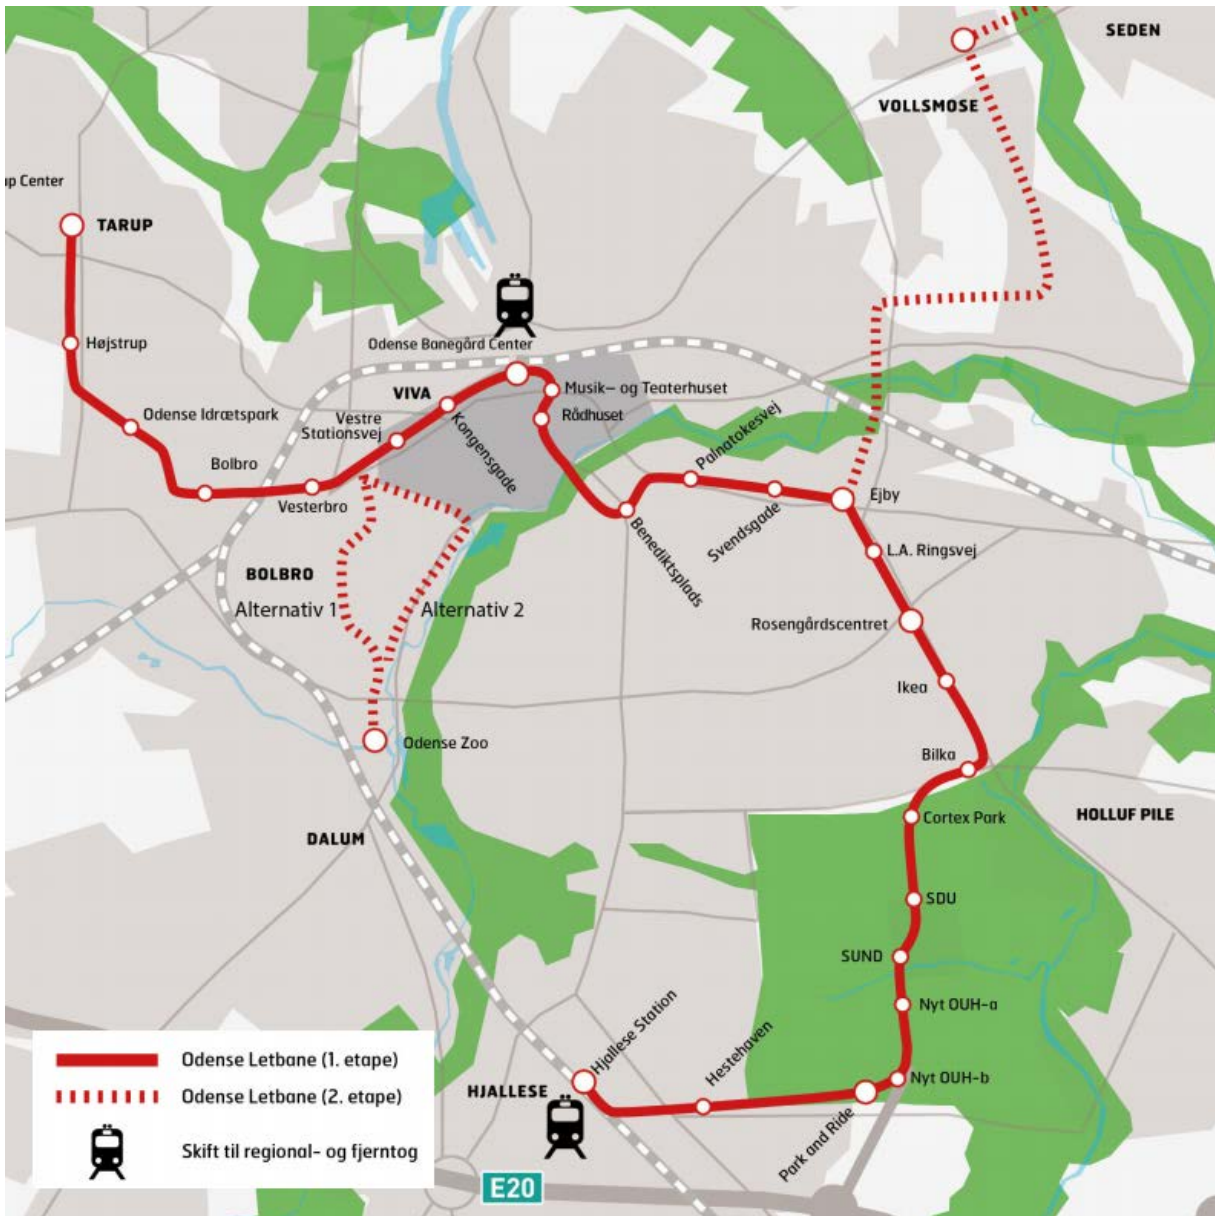 SEDEN
VOLLSMOSE
Center
TARUP
Højstrup
Odense Banegård Center
VIVA
Musik- og Teaterhuset
Rådhuset
Odense Idrætspark
Vestre
Stationsvej
Kongensgade
Palnatokesvej
Bolbro
Vesterbro
Ejby
Svendsgade
Benediktsplads
L.A. Ringsvej
BOLBRO
Alternativ 1
Alternativ 2
Rosengårdscentret
Ikea
Odense Zoo
Bilka
Cortex Park
HOLLUF PILE
DALUM
SDU
SUND
Nyt OUH-a
Hjallese Station
Hestehaven
Nyt OUH-b
HJALLESE
Park and Ride
Odense Letbane (1. etape)
Odense Letbane (2. etape)
Skift til regional- og fjerntog
E20